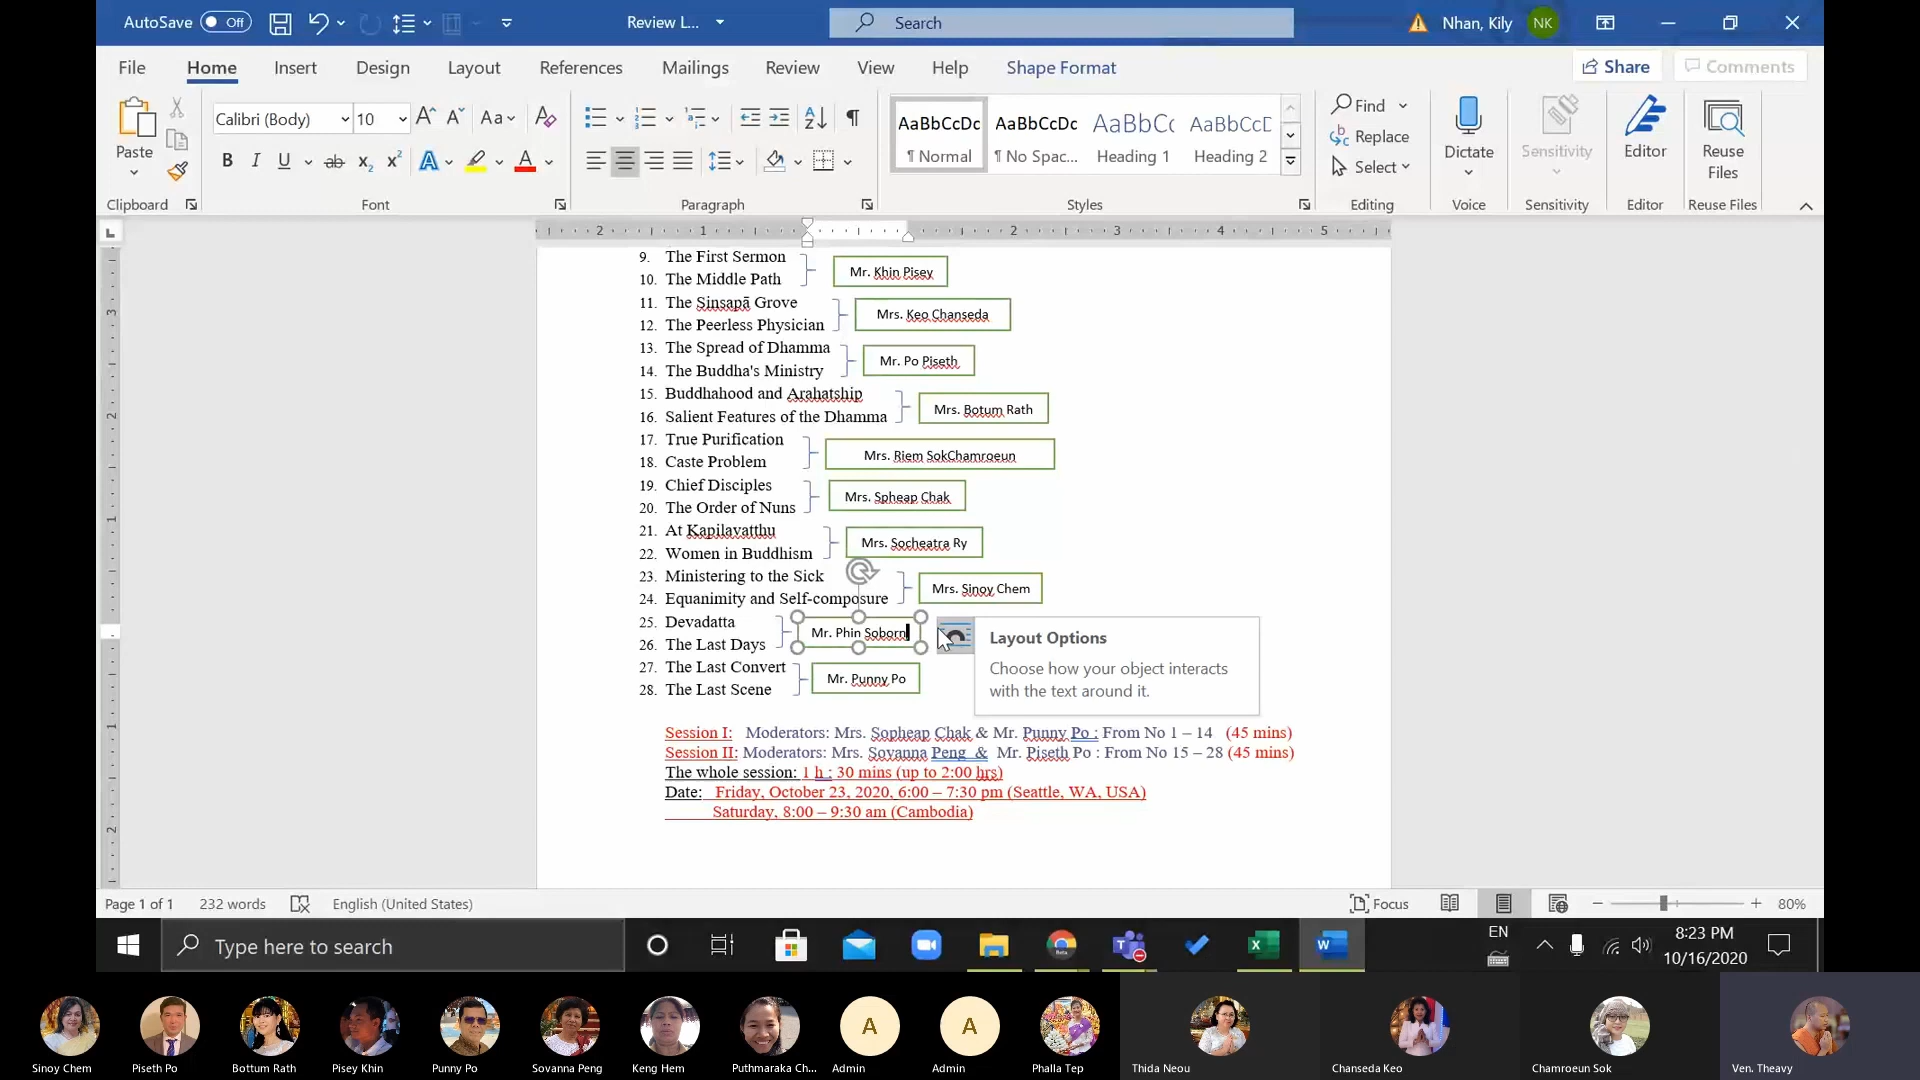 AutoSave Off Review L... Search Nhan, Kily NK
File Home Insert Design Layout References Mailings Review View Help Shape Format Share Comments
Paste Calibri (Body) 10 AaBbCcDc AaBbCcDc AaBbCc AaBbCcD Find Replace Select Dictate Sensitivity Editor Reuse Files
¶ Normal ¶ No Spac... Heading 1 Heading 2
Clipboard Font Paragraph Styles Editing Voice Sensitivity Editor Reuse Files
2 1 2 3 4 5
9. The First Sermon
10. The Middle Path
Mr. Khin Pisey
11. The Sinsapā Grove
12. The Peerless Physician
Mrs. Keo Chanseda
13. The Spread of Dhamma
14. The Buddha's Ministry
Mr. Po Piseth
15. Buddhahood and Arahatship
16. Salient Features of the Dhamma
Mrs. Botum Rath
17. True Purification
18. Caste Problem
Mrs. Riem SokChamroeun
19. Chief Disciples
20. The Order of Nuns
Mrs. Spheap Chak
21. At Kapilavatthu
22. Women in Buddhism
Mrs. Socheatra Ry
23. Ministering to the Sick
24. Equanimity and Self-composure
Mrs. Sinoy Chem
25. Devadatta
26. The Last Days
Mr. Phin Soborn
27. The Last Convert
28. The Last Scene
Mr. Punny Po
Layout Options
Choose how your object interacts
with the text around it.
Session I: Moderators: Mrs. Sopheap Chak & Mr. Punny Po : From No 1 – 14 (45 mins)
Session II: Moderators: Mrs. Sovanna Peng & Mr. Piseth Po : From No 15 – 28 (45 mins)
The whole session: 1 h : 30 mins (up to 2:00 hrs)
Date: Friday, October 23, 2020, 6:00 – 7:30 pm (Seattle, WA, USA)
Saturday, 8:00 – 9:30 am (Cambodia)
Page 1 of 1 232 words English (United States) Focus 80%
Type here to search EN 8:23 PM
10/16/2020
A A
Sinoy Chem Piseth Po Bottum Rath Pisey Khin Punny Po Sovanna Peng Keng Hem Puthmaraka Ch... Admin Admin Phalla Tep Thida Neou Chanseda Keo Chamroeun Sok Ven. Theavy